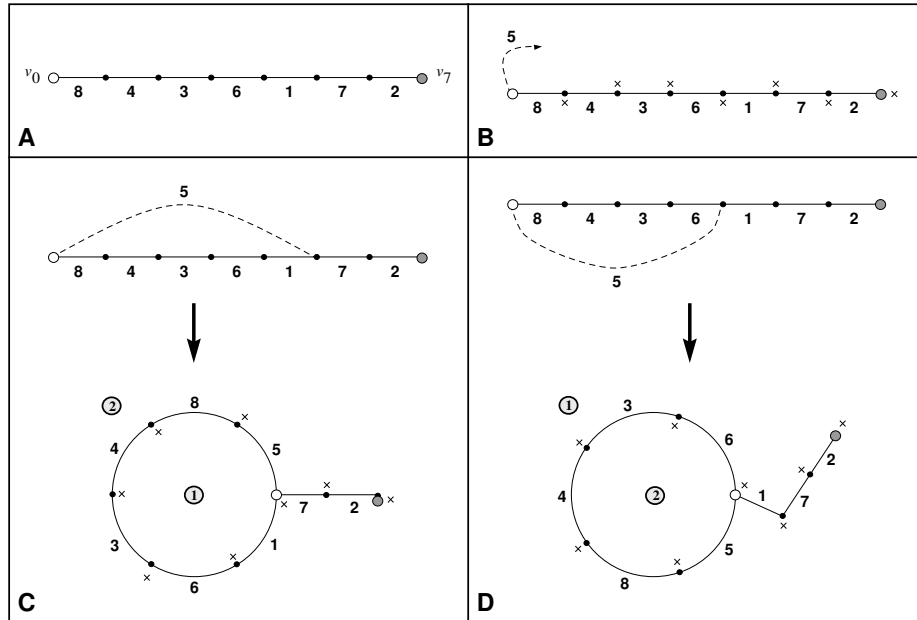 v0 v7
8 4 3 6 1 7 2
A
5
× × × ×
8 4 3 6 1 7 2 ×
× × ×
B
5
8 4 3 6 1 7 2
2 8 ×
4 × 5
× 1 × ×
7 2
×
3 × 1
× 6
C
8 4 3 6 1 7 2
5
1 3 × ×
× 6 2
× ×
4 2 1 7
×
× × 5
8
D